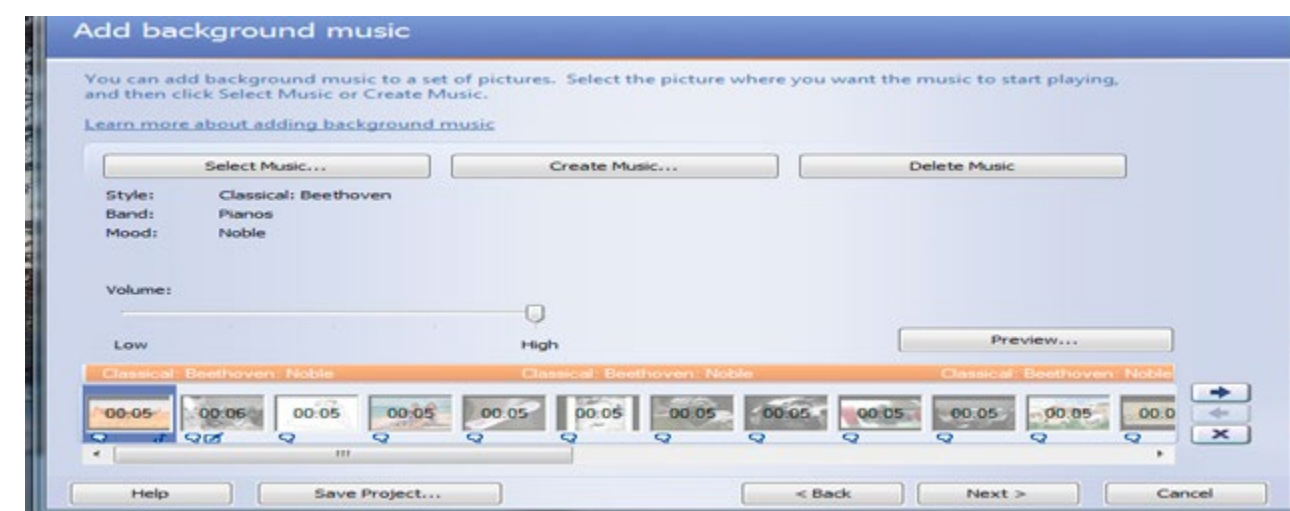 Add background music
You can add background music to a set of pictures. Select the picture where you want the music to start playing,
and then click Select Music or Create Music.
Learn more about adding background music
Select Music... Create Music... Delete Music
Style: Classical: Beethoven
Band: Pianos
Mood: Noble
Volume:
Low High Preview...
Classical: Beethoven: Noble Classical: Beethoven: Noble Classical: Beethoven: Noble
00:05 00:06 00:05 00:05 00:05 00:05 00:05 00:05 00:05 00:05 00:05 00:0
Help Save Project... < Back Next > Cancel